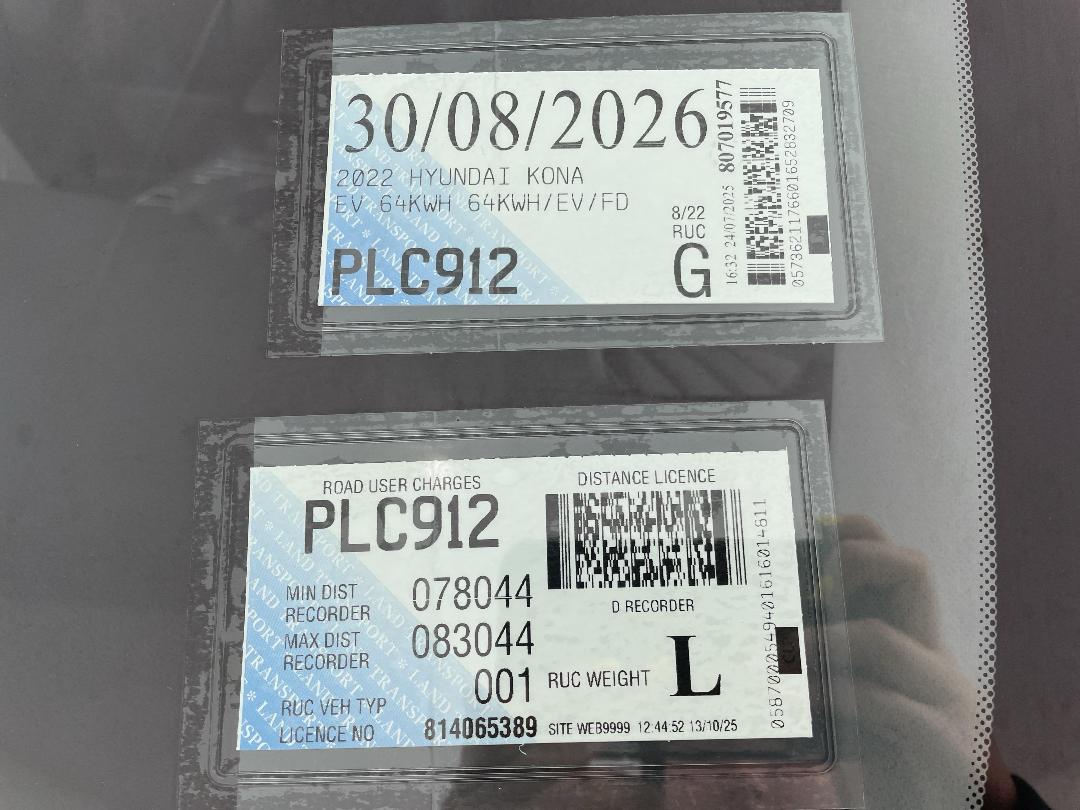 30/08/2026
2022 HYUNDAI KONA
EV 64KWH 64KWH/EV/FD
8/22
RUC
PLC912
G
16:32 24/07/2025 807019577
0573621176601652832709
ROAD USER CHARGES
DISTANCE LICENCE
PLC912
MIN DIST
RECORDER
078044
D RECORDER
MAX DIST
RECORDER
083044
RUC VEH TYP
001
RUC WEIGHT L
LICENCE NO
814065389
SITE WEB9999 12:44:52 13/10/25